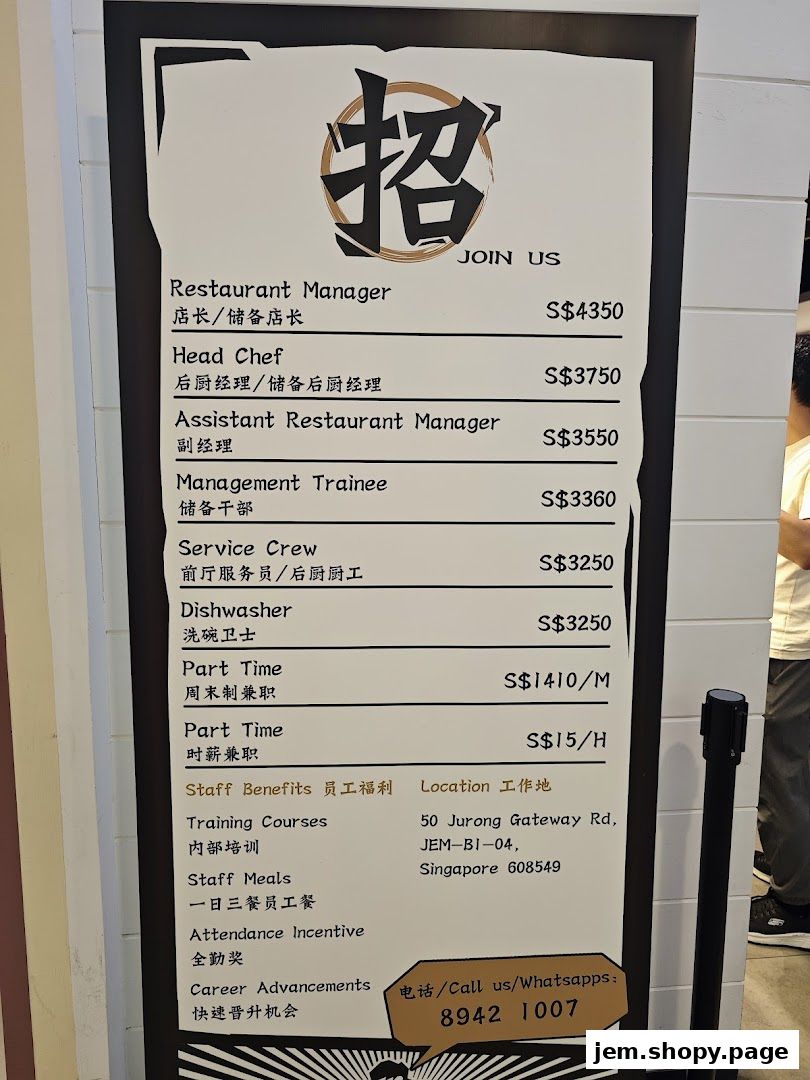 招
JOIN US
Restaurant Manager
店长/储备店长
S$4350
Head Chef
后厨经理/储备后厨经理
S$3750
Assistant Restaurant Manager
副经理
S$3550
Management Trainee
储备干部
S$3360
Service Crew
前厅服务员/后厨厨工
S$3250
Dishwasher
洗碗卫士
S$3250
Part Time
周末制兼职
S$1410/M
Part Time
时薪兼职
S$15/H
Staff Benefits 员工福利
Training Courses
内部培训
Staff Meals
一日三餐员工餐
Attendance Incentive
全勤奖
Career Advancements
快速晋升机会
Location 工作地
50 Jurong Gateway Rd,
JEM-B1-04,
Singapore 608549
电话/Call us/Whatsapps:
8942 1007
jem.shopy.page